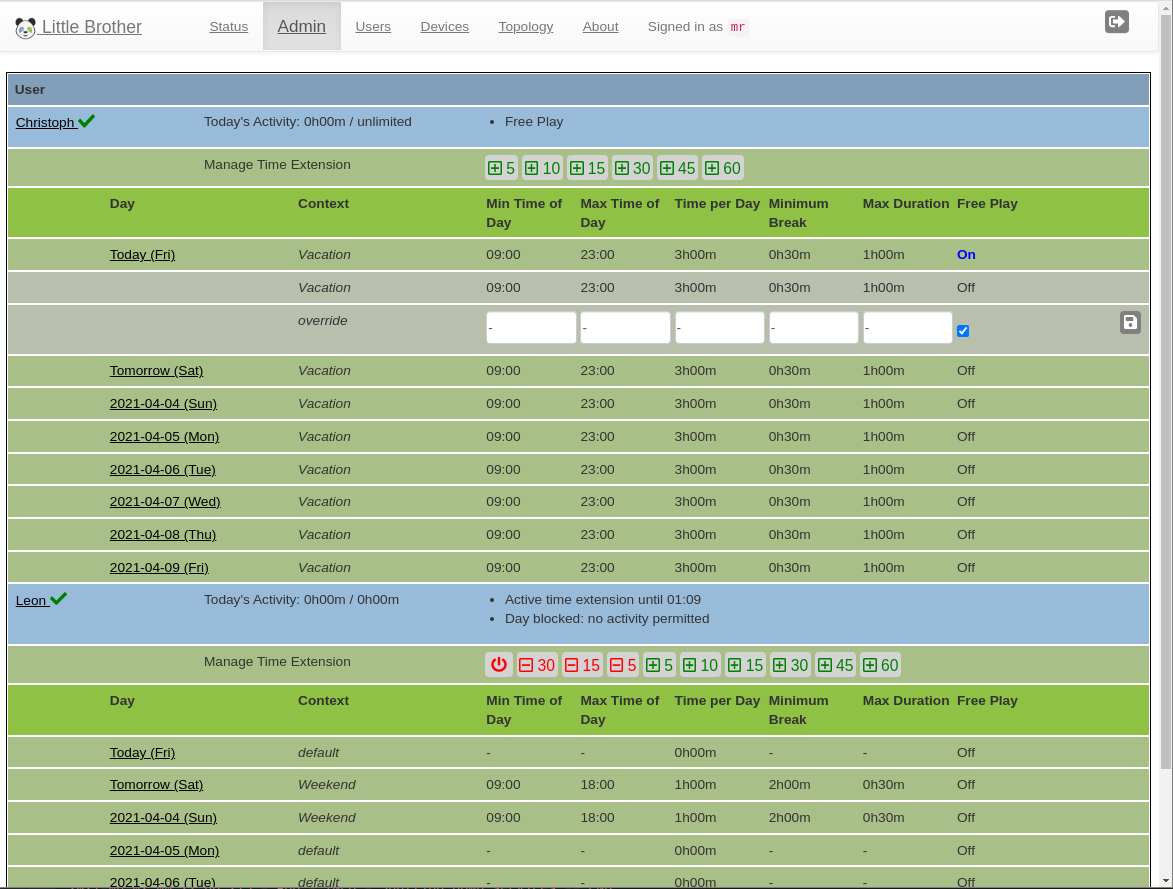 Little Brother Status Admin Users Devices Topology About Signed in as mr
User
Christoph Today's Activity: 0h00m / unlimited • Free Play
Manage Time Extension 5 10 15 30 45 60
Day Context Min Time of Day Max Time of Day Time per Day Minimum Break Max Duration Free Play
Today (Fri) Vacation 09:00 23:00 3h00m 0h30m 1h00m On
Vacation 09:00 23:00 3h00m 0h30m 1h00m Off
override - - - - -
Tomorrow (Sat) Vacation 09:00 23:00 3h00m 0h30m 1h00m Off
2021-04-04 (Sun) Vacation 09:00 23:00 3h00m 0h30m 1h00m Off
2021-04-05 (Mon) Vacation 09:00 23:00 3h00m 0h30m 1h00m Off
2021-04-06 (Tue) Vacation 09:00 23:00 3h00m 0h30m 1h00m Off
2021-04-07 (Wed) Vacation 09:00 23:00 3h00m 0h30m 1h00m Off
2021-04-08 (Thu) Vacation 09:00 23:00 3h00m 0h30m 1h00m Off
2021-04-09 (Fri) Vacation 09:00 23:00 3h00m 0h30m 1h00m Off
Leon Today's Activity: 0h00m / 0h00m • Active time extension until 01:09
• Day blocked: no activity permitted
Manage Time Extension 30 15 5 5 10 15 30 45 60
Day Context Min Time of Day Max Time of Day Time per Day Minimum Break Max Duration Free Play
Today (Fri) default - - 0h00m - - Off
Tomorrow (Sat) Weekend 09:00 18:00 1h00m 2h00m 0h30m Off
2021-04-04 (Sun) Weekend 09:00 18:00 1h00m 2h00m 0h30m Off
2021-04-05 (Mon) default - - 0h00m - - Off
2021-04-06 (Tue) default - - 0h00m - - Off